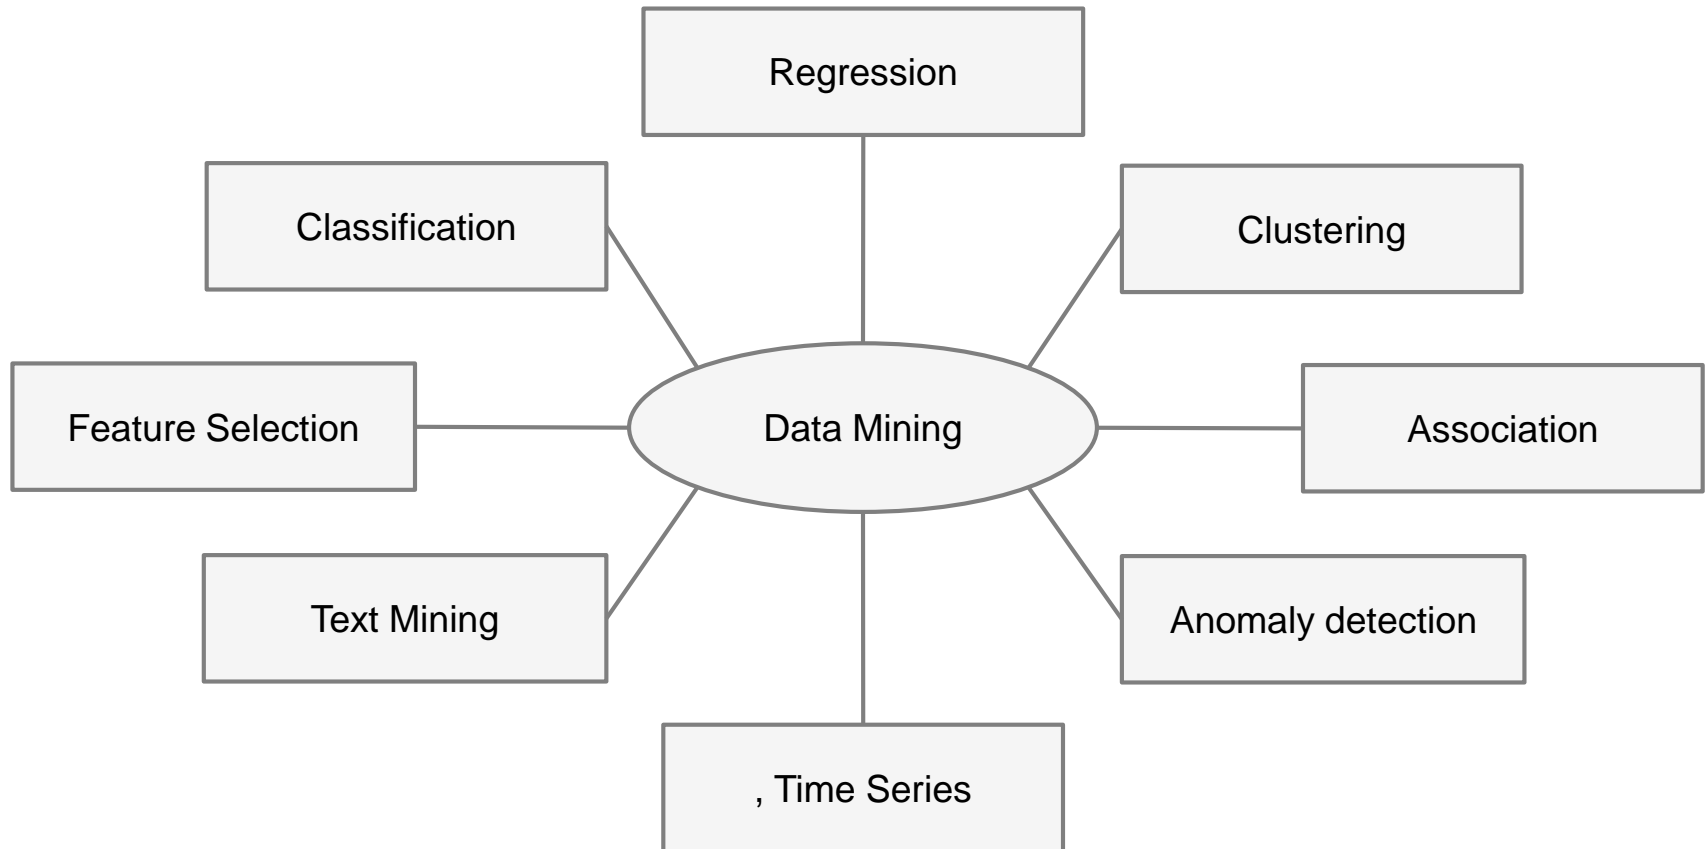 Regression
Classification
Clustering
Feature Selection
Data Mining
Association
Text Mining
Anomaly detection
, Time Series